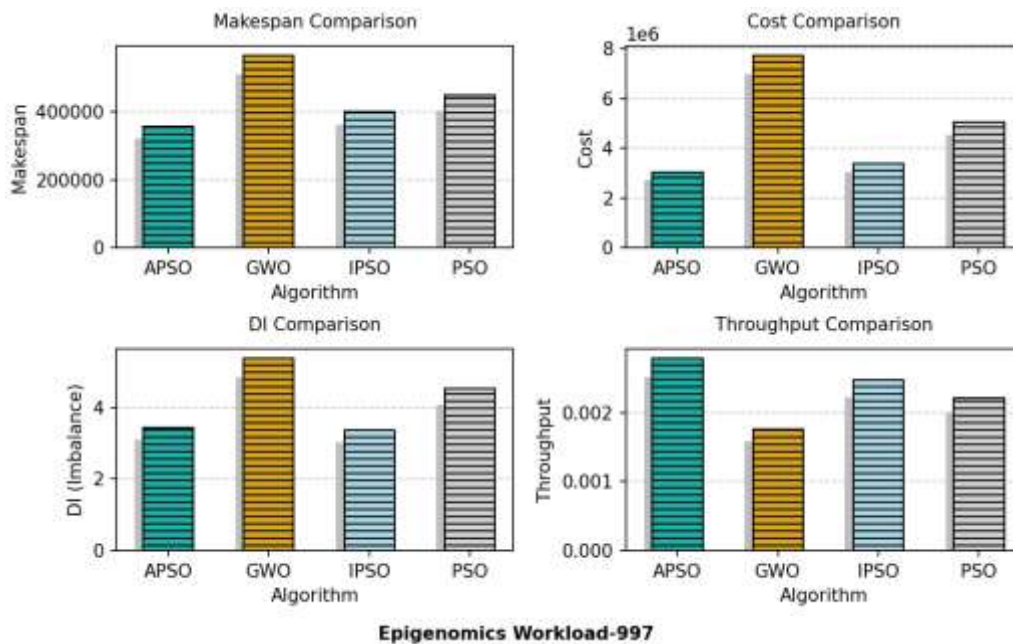 Makespan Comparison
Makespan
400000
200000
0
APSO GWO IPSO PSO
Algorithm
Cost Comparison
1e6
Cost
8
6
4
2
0
APSO GWO IPSO PSO
Algorithm
DI Comparison
DI (Imbalance)
4
2
0
APSO GWO IPSO PSO
Algorithm
Throughput Comparison
Throughput
0.002
0.001
0.000
APSO GWO IPSO PSO
Algorithm
Epigenomics Workload-997